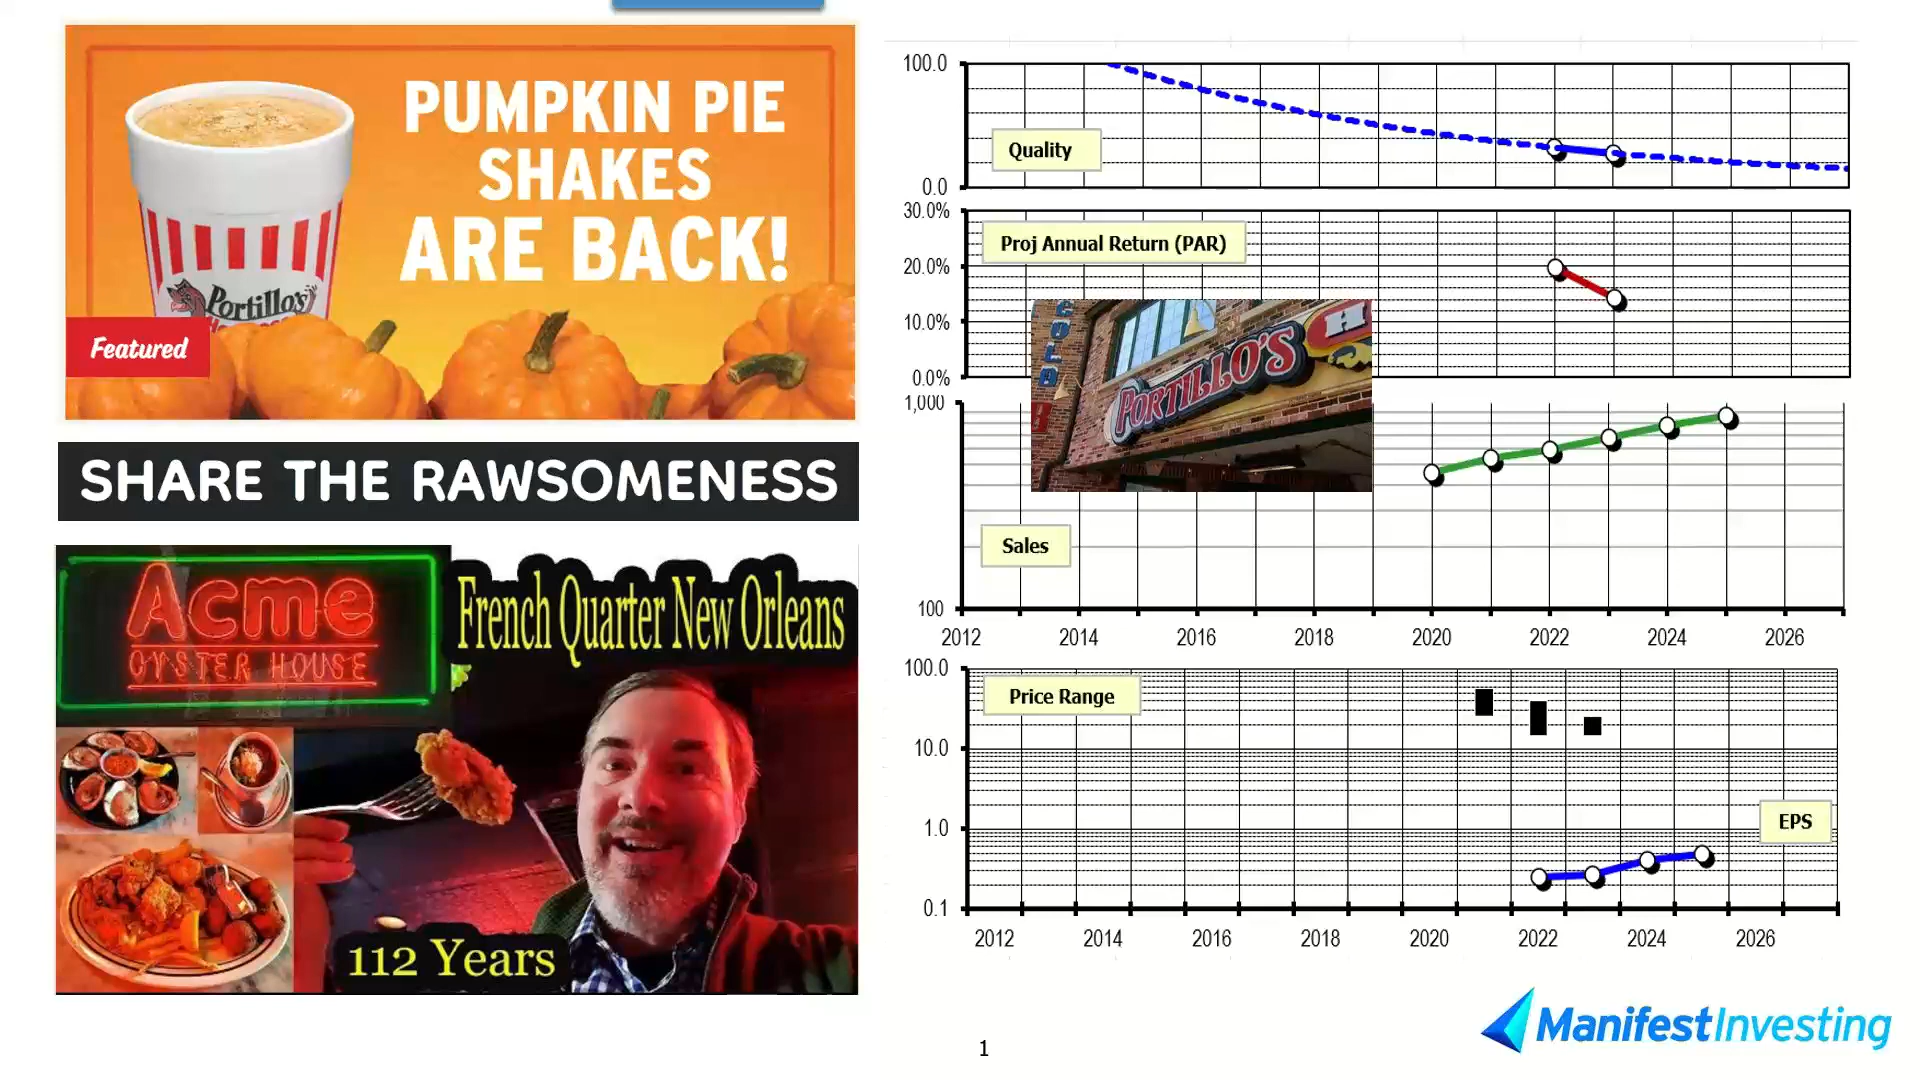 PUMPKIN PIE
SHAKES
ARE BACK!
Portillo's
Featured
SHARE THE RAWSOMENESS
Acme
OYSTER HOUSE
French Quarter New Orleans
112 Years
100.0
Quality
0.0
30.0%
Proj Annual Return (PAR)
20.0%
10.0%
0.0%
PORTILLO'S
1,000
Sales
100
2012 2014 2016 2018 2020 2022 2024 2026
100.0
Price Range
10.0
1.0
EPS
0.1
2012 2014 2016 2018 2020 2022 2024 2026
ManifestInvesting
1